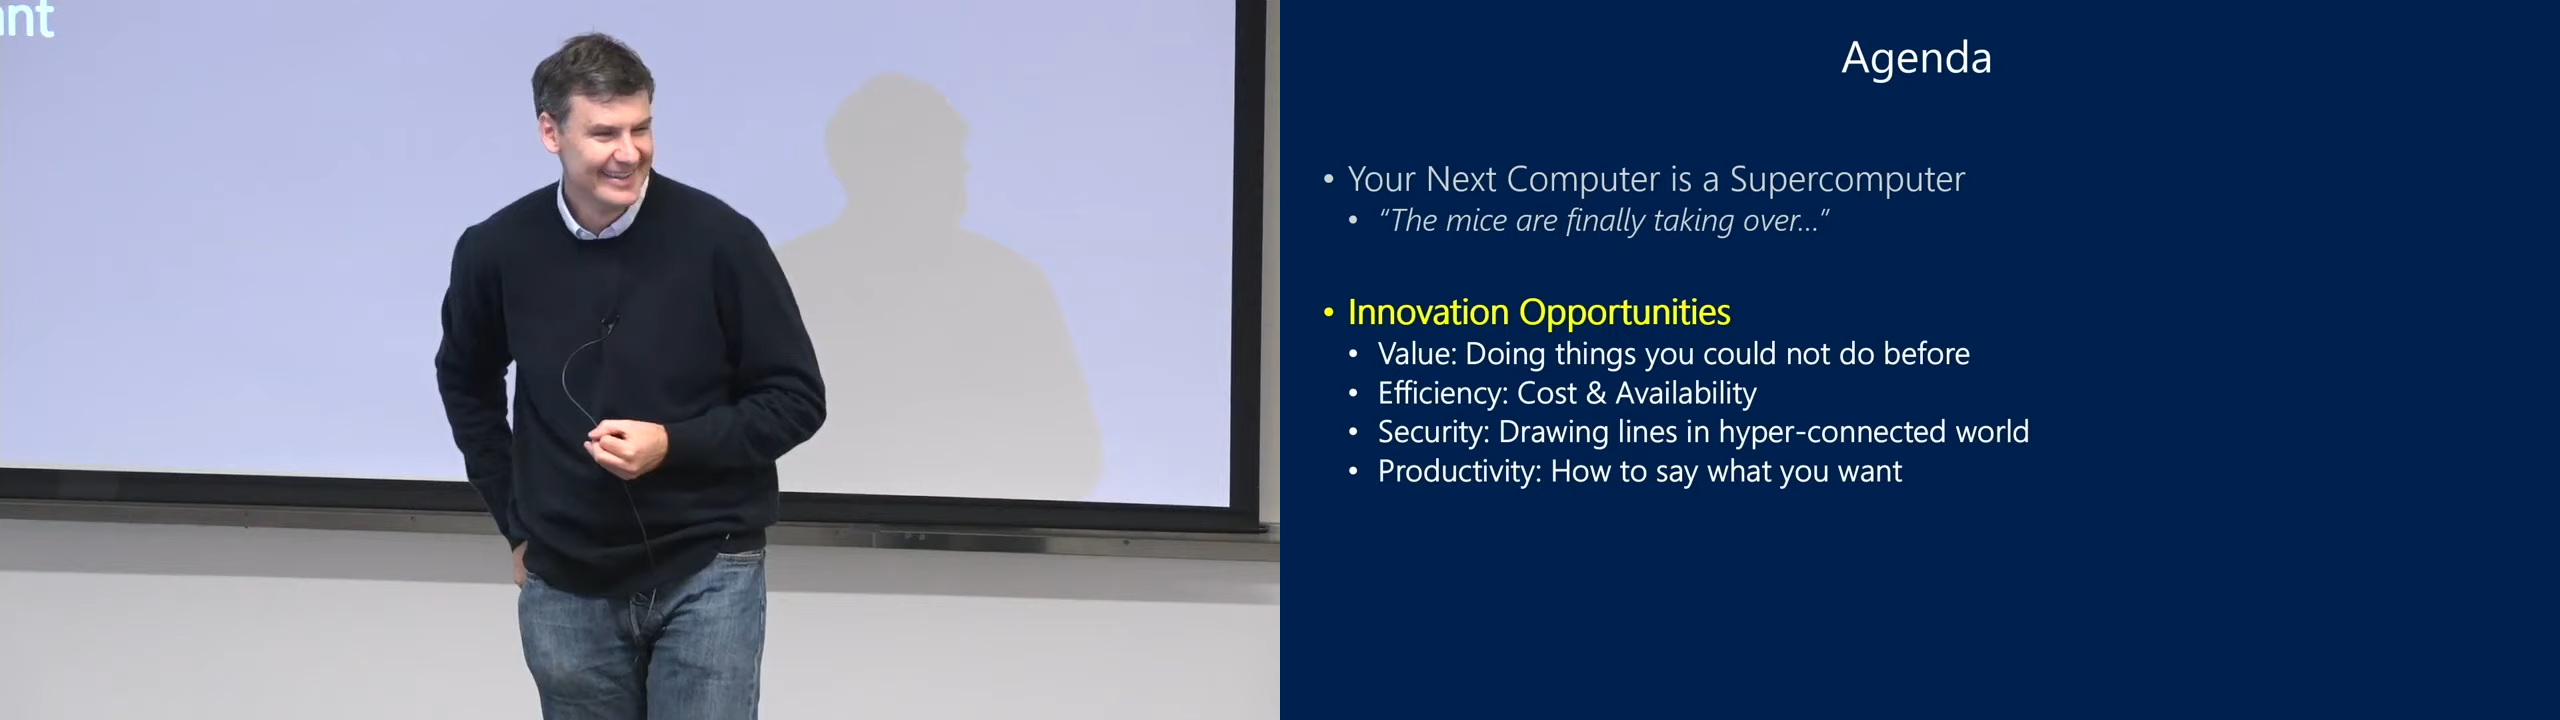 Agenda
• Your Next Computer is a Supercomputer
• “The mice are finally taking over...”
• Innovation Opportunities
• Value: Doing things you could not do before
• Efficiency: Cost & Availability
• Security: Drawing lines in hyper-connected world
• Productivity: How to say what you want